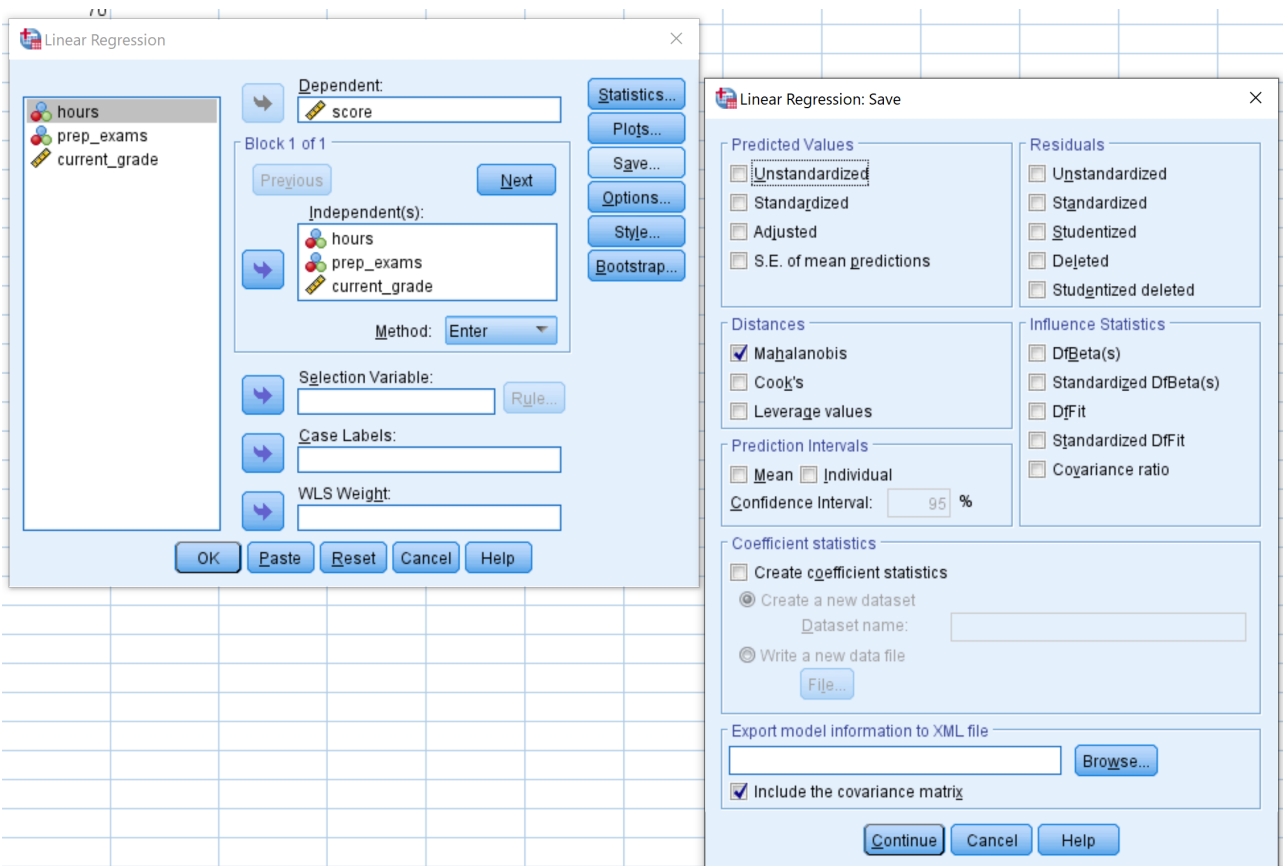 70
Linear Regression
hours
prep_exams
current_grade
Dependent:
score
Block 1 of 1
Previous
Next
Independent(s):
hours
prep_exams
current_grade
Method: Enter
Selection Variable:
Rule...
Case Labels:
WLS Weight:
Statistics...
Plots...
Save...
Options...
Style...
Bootstrap...
OK Paste Reset Cancel Help
Linear Regression: Save
Predicted Values
Unstandardized
Standardized
Adjusted
S.E. of mean predictions
Residuals
Unstandardized
Standardized
Studentized
Deleted
Studentized deleted
Distances
Mahalanobis
Cook's
Leverage values
Influence Statistics
DfBeta(s)
Standardized DfBeta(s)
DfFit
Standardized DfFit
Covariance ratio
Prediction Intervals
Mean Individual
Confidence Interval: 95 %
Coefficient statistics
Create coefficient statistics
Create a new dataset
Dataset name:
Write a new data file
File...
Export model information to XML file
Browse...
Include the covariance matrix
Continue Cancel Help